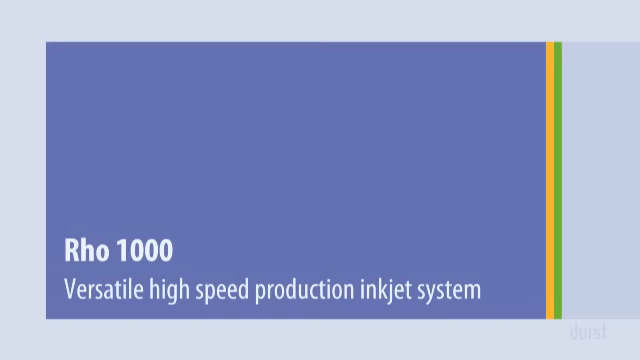 Rho 1000
Versatile high speed production inkjet system
durst